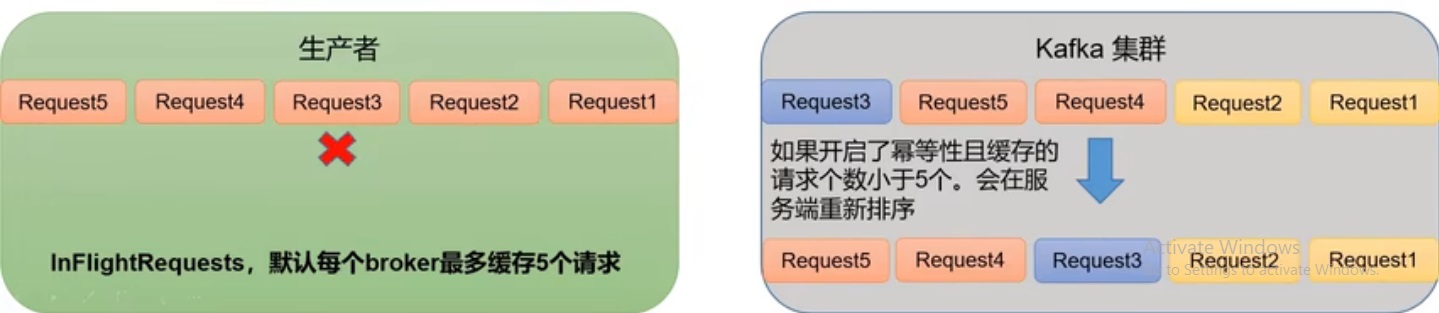 生产者
Request5 Request4 Request3 Request2 Request1
InFlightRequests，默认每个broker最多缓存5个请求
Kafka 集群
Request3 Request5 Request4 Request2 Request1
如果开启了幂等性且缓存的
请求个数小于5个。会在服
务端重新排序
Request5 Request4 Request3 Request2 Request1
Activate Windows
to Settings to activate Windows.